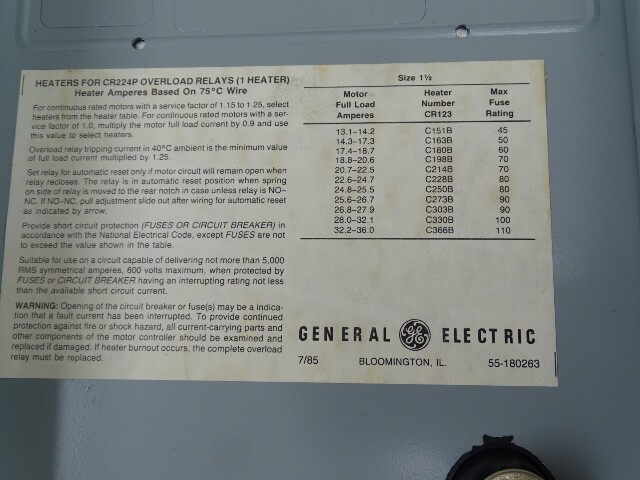 HEATERS FOR CR224P OVERLOAD RELAYS (1 HEATER)
Heater Amperes Based On 75°C Wire
For continuous rated motors with a service factor of 1.15 to 1.25, select
heaters from the heater table. For continuous rated motors with a ser-
vice factor of 1.0, multiply the motor full load current by 0.9 and use
this value to select heaters.
Overload relay tripping current in 40°C ambient is the minimum value
of full load current multiplied by 1.25.
Set relay for automatic reset only if motor circuit will remain open when
relay recloses. The relay is in automatic reset position when spring
on side of relay is moved to the rear notch in case unless relay is NO–
NC. If NO–NC, pull adjustment slide out after wiring for automatic reset
as indicated by arrow.
Provide short circuit protection (FUSES OR CIRCUIT BREAKER) in
accordance with the National Electrical Code, except FUSES are not
to exceed the value shown in the table.
Suitable for use on a circuit capable of delivering not more than 5,000
RMS symmetrical amperes, 600 volts maximum, when protected by
FUSES or CIRCUIT BREAKER having an interrupting rating not less
than the available short circuit current.
WARNING: Opening of the circuit breaker or fuse(s) may be a indica-
tion that a fault current has been interrupted. To provide continued
protection against fire or shock hazard, all current-carrying parts and
other components of the motor controller should be examined and
replaced if damaged. If heater burnout occurs, the complete overload
relay must be replaced.
Size 1½
Motor Heater Max
Full Load Number Fuse
Amperes CR123 Rating
13.1–14.2 C151B 45
14.3–17.3 C163B 50
17.4–18.7 C180B 60
18.8–20.6 C198B 70
20.7–22.5 C214B 70
22.6–24.7 C228B 80
24.8–25.5 C250B 80
25.6–26.7 C273B 90
26.8–27.9 C303B 90
28.0–32.1 C330B 100
32.2–36.0 C366B 110
GENERAL GE ELECTRIC
7/85 BLOOMINGTON, IL. 55-180263